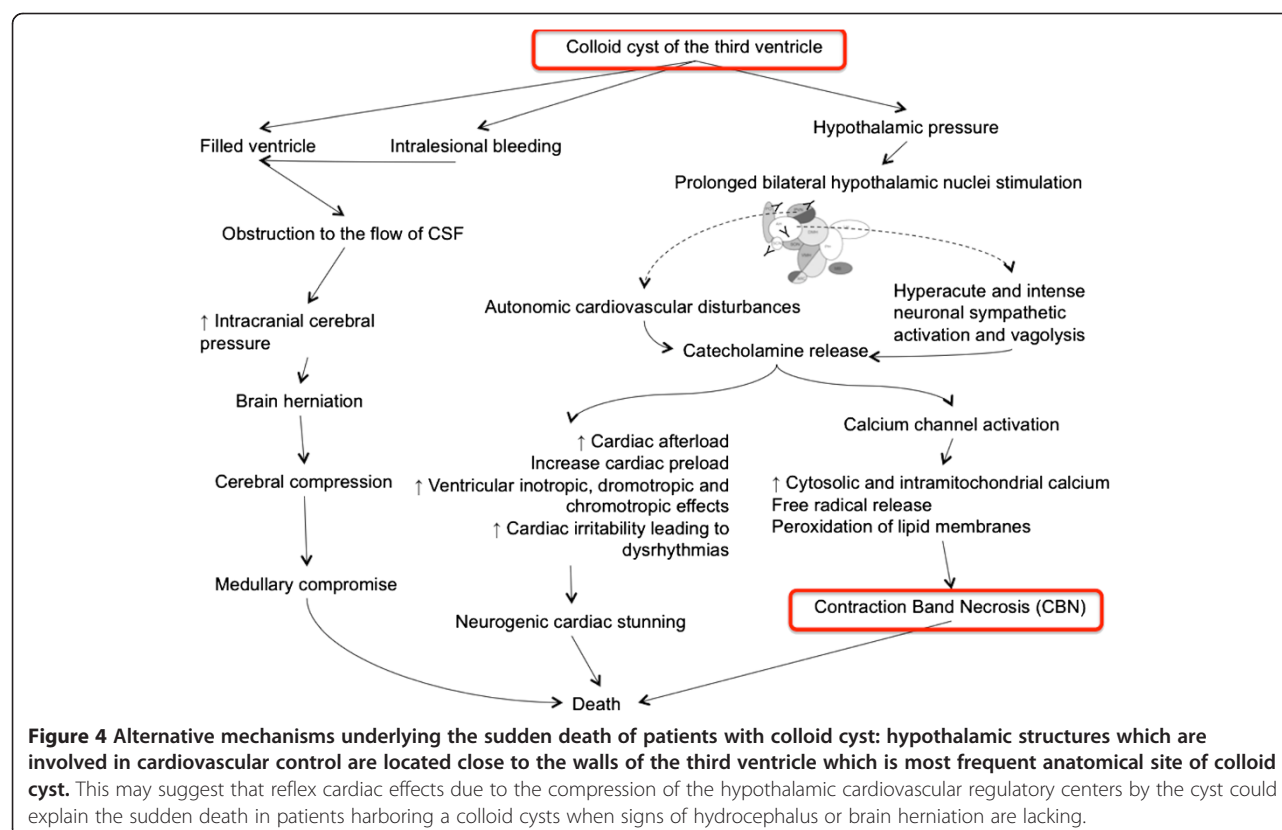 Colloid cyst of the third ventricle
Filled ventricle
Intralesional bleeding
Hypothalamic pressure
Prolonged bilateral hypothalamic nuclei stimulation
Obstruction to the flow of CSF
Autonomic cardiovascular disturbances
Hyperacute and intense
neuronal sympathetic
activation and vagolysis
↑ Intracranial cerebral
pressure
Catecholamine release
Brain herniation
Calcium channel activation
↑ Cardiac afterload
Increase cardiac preload
↑ Ventricular inotropic, dromotropic and
chromotropic effects
↑ Cardiac irritability leading to
dysrhythmias
Cerebral compression
↑ Cytosolic and intramitochondrial calcium
Free radical release
Peroxidation of lipid membranes
Medullary compromise
Neurogenic cardiac stunning
Contraction Band Necrosis (CBN)
Death
Figure 4 Alternative mechanisms underlying the sudden death of patients with colloid cyst: hypothalamic structures which are
involved in cardiovascular control are located close to the walls of the third ventricle which is most frequent anatomical site of colloid
cyst. This may suggest that reflex cardiac effects due to the compression of the hypothalamic cardiovascular regulatory centers by the cyst could
explain the sudden death in patients harboring a colloid cysts when signs of hydrocephalus or brain herniation are lacking.